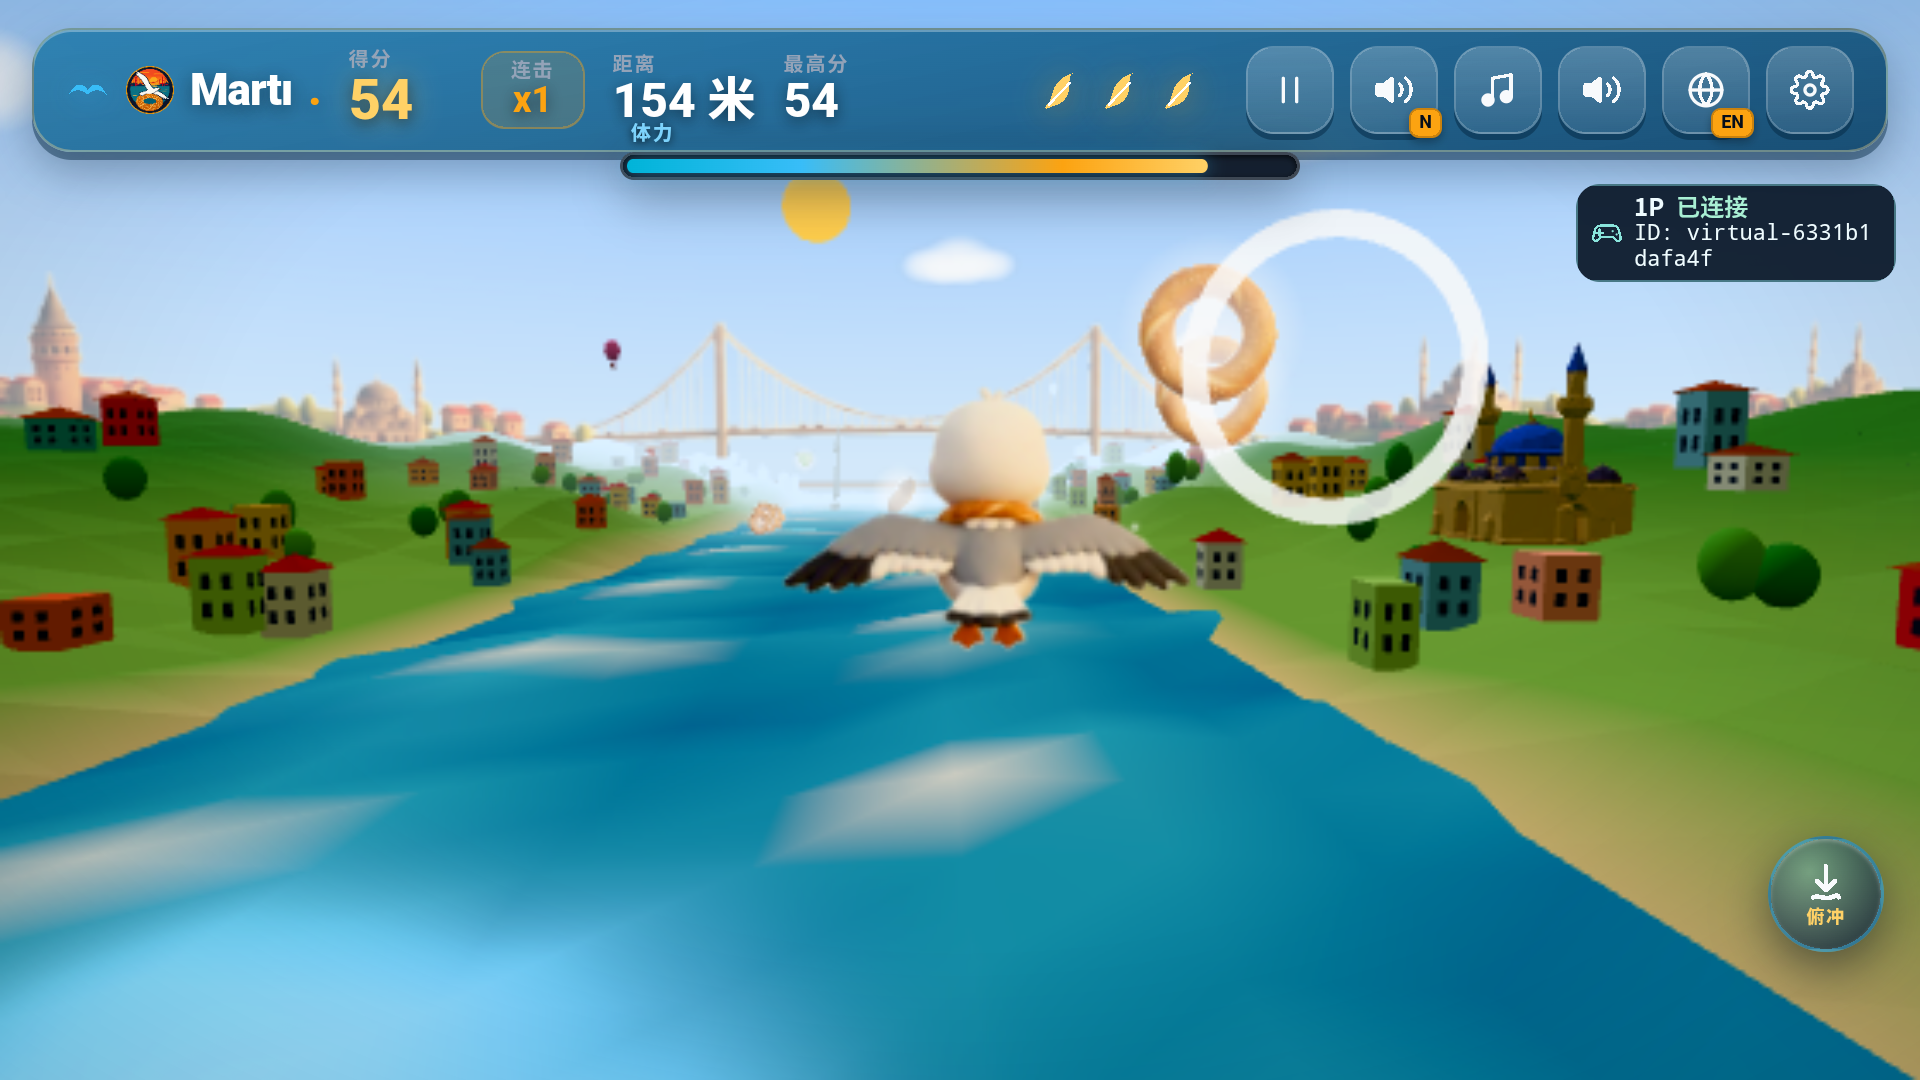 Martı
得分
54
连击
x1
距离
154 米
最高分
54
体力
N
EN
1P 已连接
ID: virtual-6331b1
dafa4f
俯冲